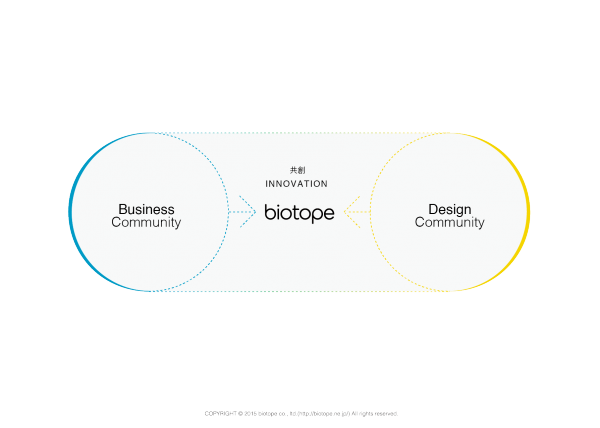 共創
INNOVATION
biotope
Business
Community
Design
Community
COPYRIGHT © 2015 biotope co., ltd (http://biotope.ne.jp/) All rights reserved.